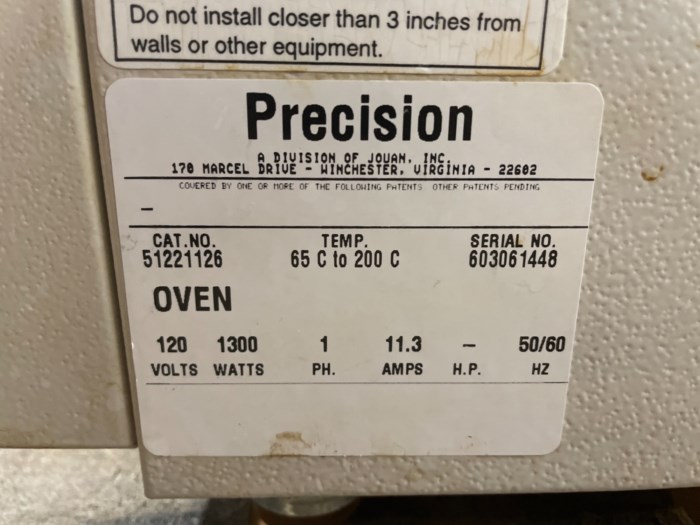 Do not install closer than 3 inches from
walls or other equipment.
Precision
A DIVISION OF JOUAN, INC.
170 MARCEL DRIVE - WINCHESTER, VIRGINIA - 22602
COVERED BY ONE OR MORE OF THE FOLLOWING PATENTS OTHER PATENTS PENDING
–
CAT.NO. TEMP. SERIAL NO.
51221126 65 C to 200 C 603061448
OVEN
120 1300 1 11.3 – 50/60
VOLTS WATTS PH. AMPS H.P. HZ